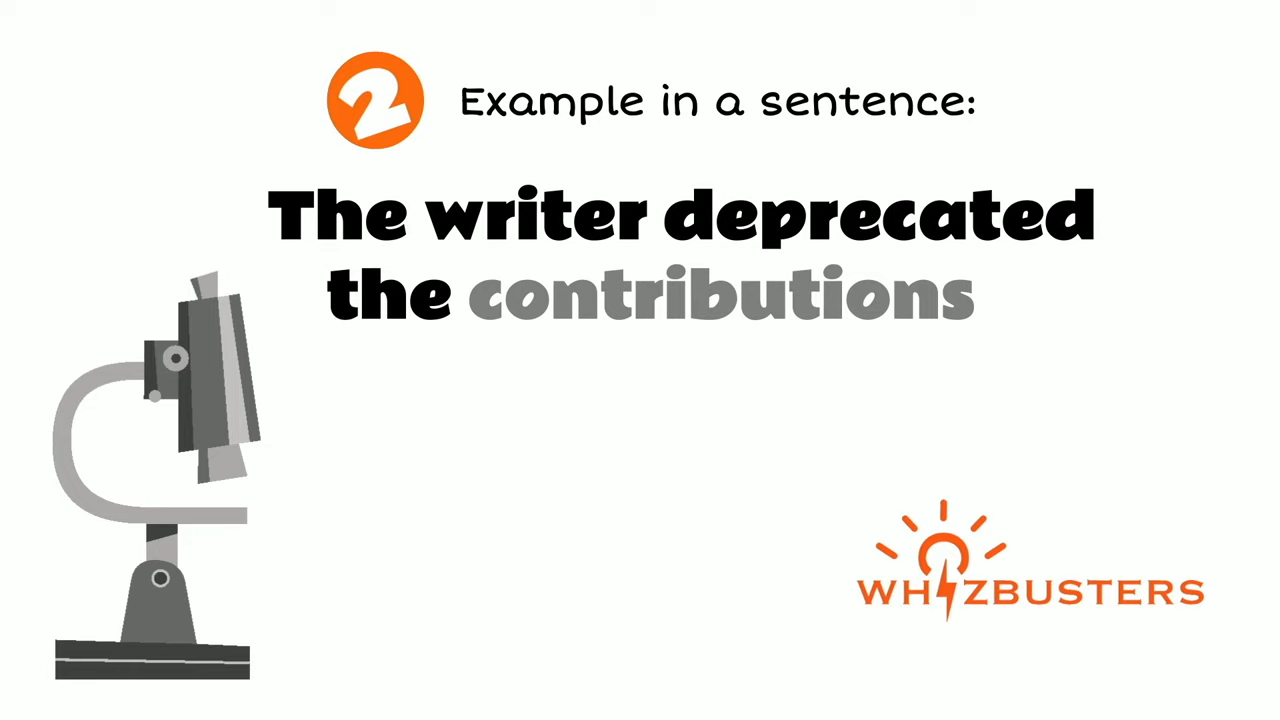 2 Example in a sentence:
The writer deprecated
the contributions
WHIZBUSTERS